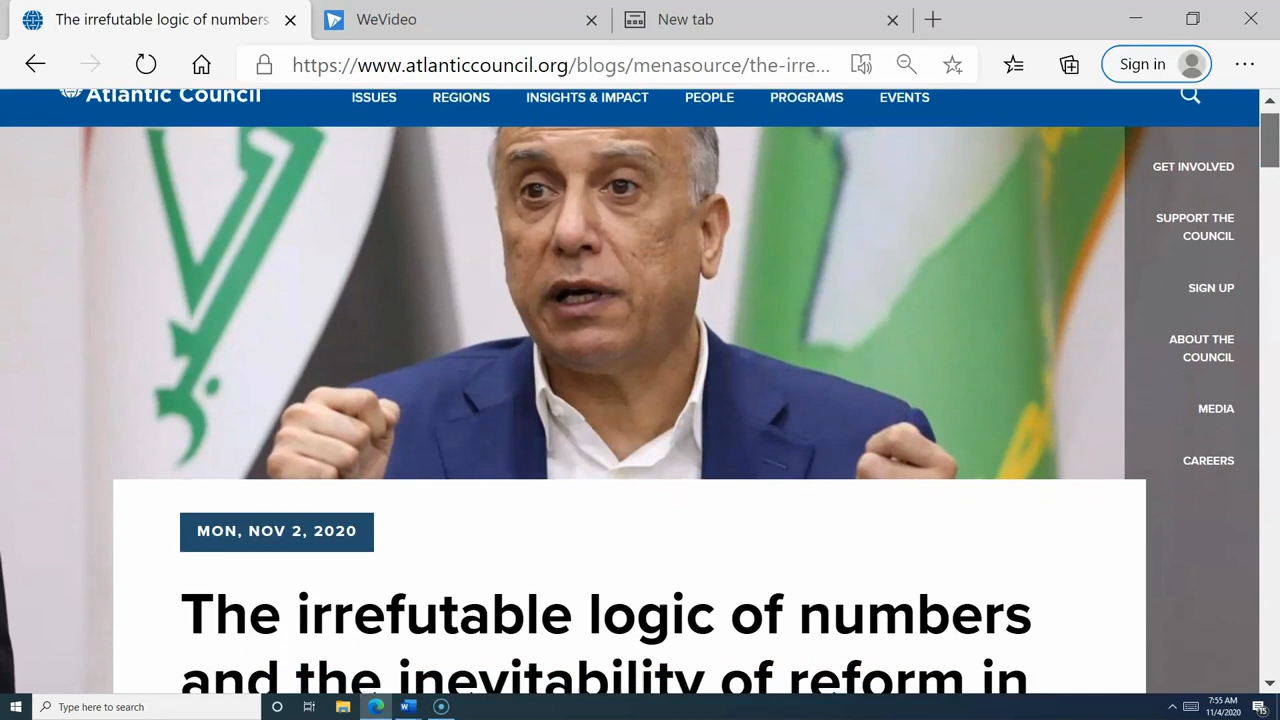 The irrefutable logic of numbers
WeVideo
New tab
https://www.atlanticcouncil.org/blogs/menasource/the-irre...
Sign in
Atlantic Council
ISSUES
REGIONS
INSIGHTS & IMPACT
PEOPLE
PROGRAMS
EVENTS
GET INVOLVED
SUPPORT THE
COUNCIL
SIGN UP
ABOUT THE
COUNCIL
MEDIA
CAREERS
MON, NOV 2, 2020
The irrefutable logic of numbers
and the inevitability of reform in
Type here to search
7:55 AM
11/4/2020
15